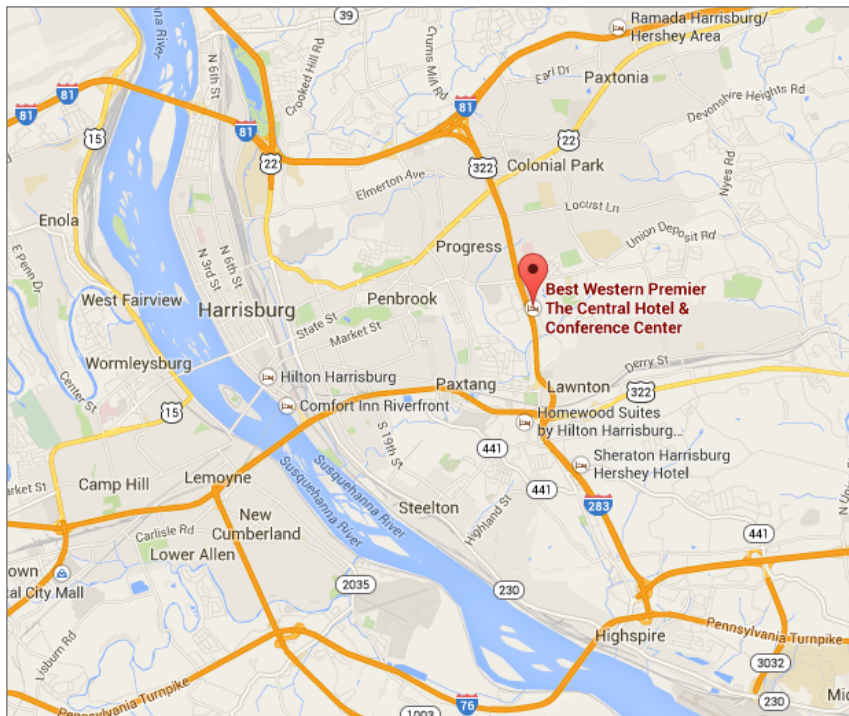 39
Ramada Harrisburg/
Hershey Area
Susquehanna River
N 6th St
Crooked Hill Rd
Crums Mill Rd
Earl Dr
Paxtonia
81
81
81
81
15
22
22
322
Devonshire Heights Rd
Colonial Park
Nyes Rd
Elmerton Ave
Enola
Locust Ln
E Penn Dr
N 3rd St
N 6th St
Progress
Union Deposit Rd
West Fairview
Harrisburg
Penbrook
Best Western Premier
The Central Hotel &
Conference Center
State St
Market St
Wormleysburg
Derry St
Hilton Harrisburg
Paxtang
Lawnton
322
Center St
15
Comfort Inn Riverfront
Homewood Suites
by Hilton Harrisburg...
S 19th St
441
Sheraton Harrisburg
Hershey Hotel
arket St
Camp Hill
Lemoyne
Susquehanna River
Susquehanna River
441
Steelton
Highland St
283
New
Cumberland
Carlisle Rd
Lower Allen
441
own
al City Mall
2035
230
Lisburn Rd
Highspire
Pennsylvania Turnpike
3032
Pennsylvania Turnpike
76
1003
230
Mi